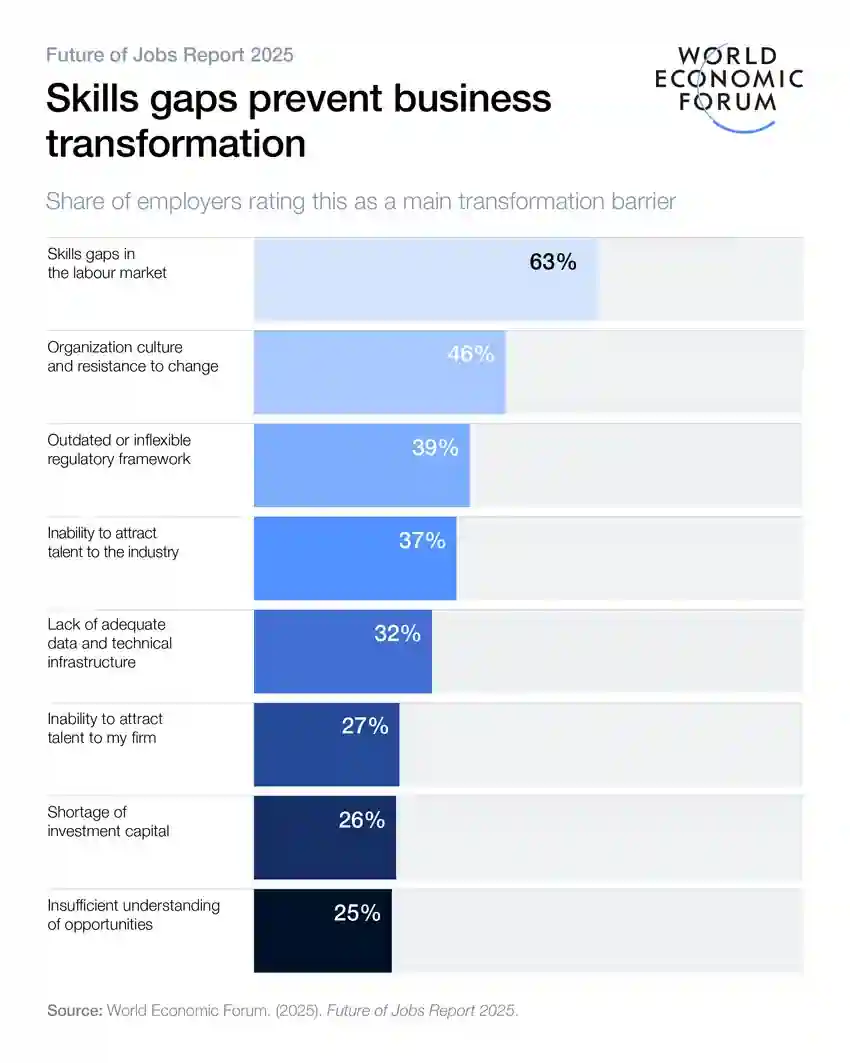 Future of Jobs Report 2025
WORLD
ECONOMIC
FORUM
Skills gaps prevent business
transformation
Share of employers rating this as a main transformation barrier
Skills gaps in
the labour market
63%
Organization culture
and resistance to change
46%
Outdated or inflexible
regulatory framework
39%
Inability to attract
talent to the industry
37%
Lack of adequate
data and technical
infrastructure
32%
Inability to attract
talent to my firm
27%
Shortage of
investment capital
26%
Insufficient understanding
of opportunities
25%
Source: World Economic Forum. (2025). Future of Jobs Report 2025.